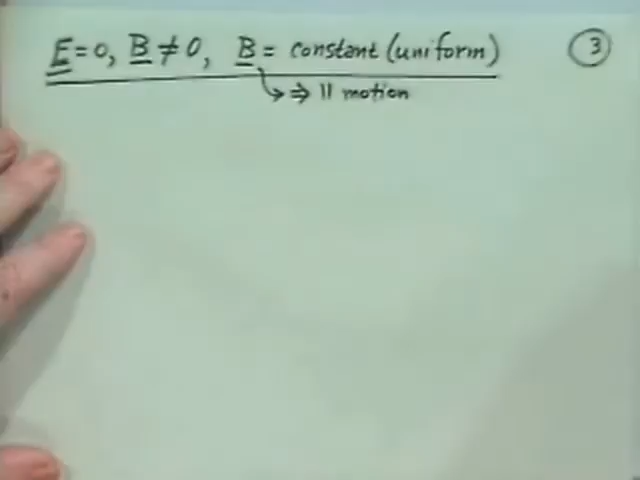 E = 0, B ≠ 0, B = constant (uniform) 3
↳ ⇒ || motion